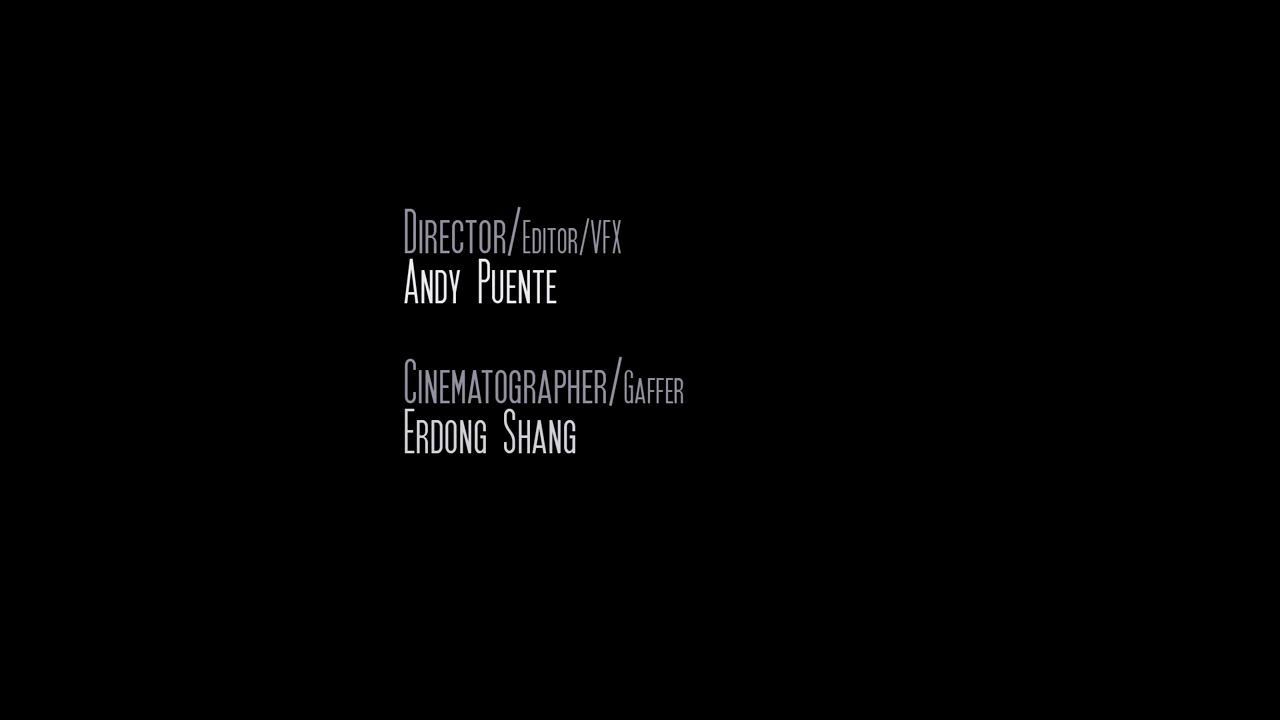 Director/Editor/VFX
Andy Puente
Cinematographer/Gaffer
Erdong Shang